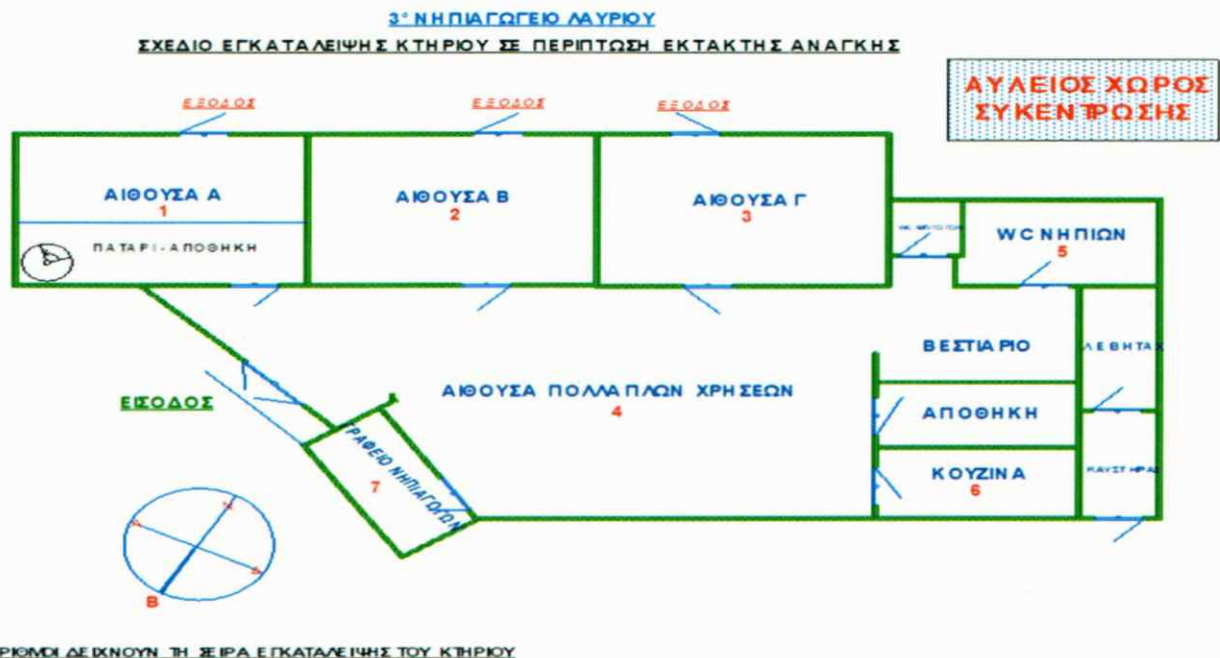 3° ΝΗΠΙΑΓΩΓΕΙΟ ΛΑΥΡΙΟΥ
ΣΧΕΔΙΟ ΕΓΚΑΤΑΛΕΙΨΗΣ ΚΤΗΡΙΟΥ ΣΕ ΠΕΡΙΠΤΩΣΗ ΕΚΤΑΚΤΗΣ ΑΝΑΓΚΗΣ
ΑΥΛΕΙΟΣ ΧΩΡΟΣ
ΣΥΚΕΝΤΡΩΣΗΣ
ΕΞΟΔΟΣ
ΕΞΟΔΟΣ
ΕΞΟΔΟΣ
ΑΙΘΟΥΣΑ Α
1
ΠΑΤΑΡΙ-ΑΠΟΘΗΚΗ
ΑΙΘΟΥΣΑ Β
2
ΑΙΘΟΥΣΑ Γ
3
WC ΝΗΠΙΩΝ
5
ΒΕΣΤΙΑΡΙΟ
ΛΕΒΗΤΑΣ
ΑΙΘΟΥΣΑ ΠΟΛΛΑΠΛΩΝ ΧΡΗΣΕΩΝ
4
ΕΙΣΟΔΟΣ
ΑΠΟΘΗΚΗ
ΚΟΥΖΙΝΑ
6
ΚΑΥΣΤΗΡΑΣ
ΓΡΑΦΕΙΟ ΝΗΠΙΑΓΩΓΩΝ
7
Ν
Α
Δ
Β
ΔΕΙΧΝΟΥΝ ΤΗ ΣΕΙΡΑ ΕΓΚΑΤΑΛΕΙΨΗΣ ΤΟΥ ΚΤΗΡΙΟΥ